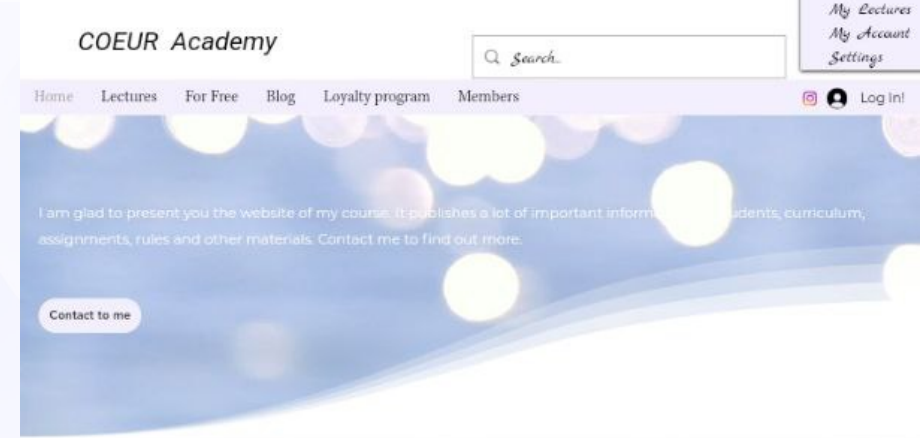 My Lectures
My Account
Settings
COEUR Academy
Search..
Home Lectures For Free Blog Loyalty program Members
Log In!
I am glad to present you the website of my course. It publishes a lot of important inform udents, curriculum,
assignments, rules and other materials. Contact me to find out more.
Contact to me